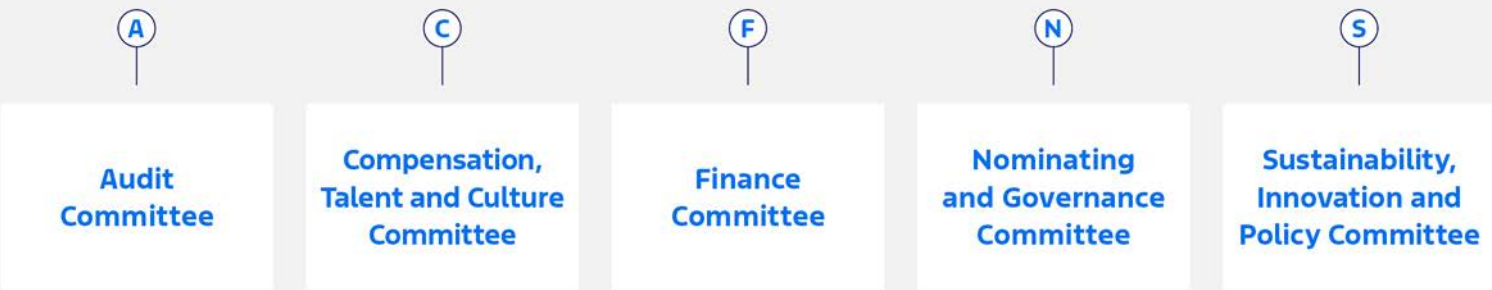 A
C
F
N
S
Audit
Committee
Compensation,
Talent and Culture
Committee
Finance
Committee
Nominating
and Governance
Committee
Sustainability,
Innovation and
Policy Committee